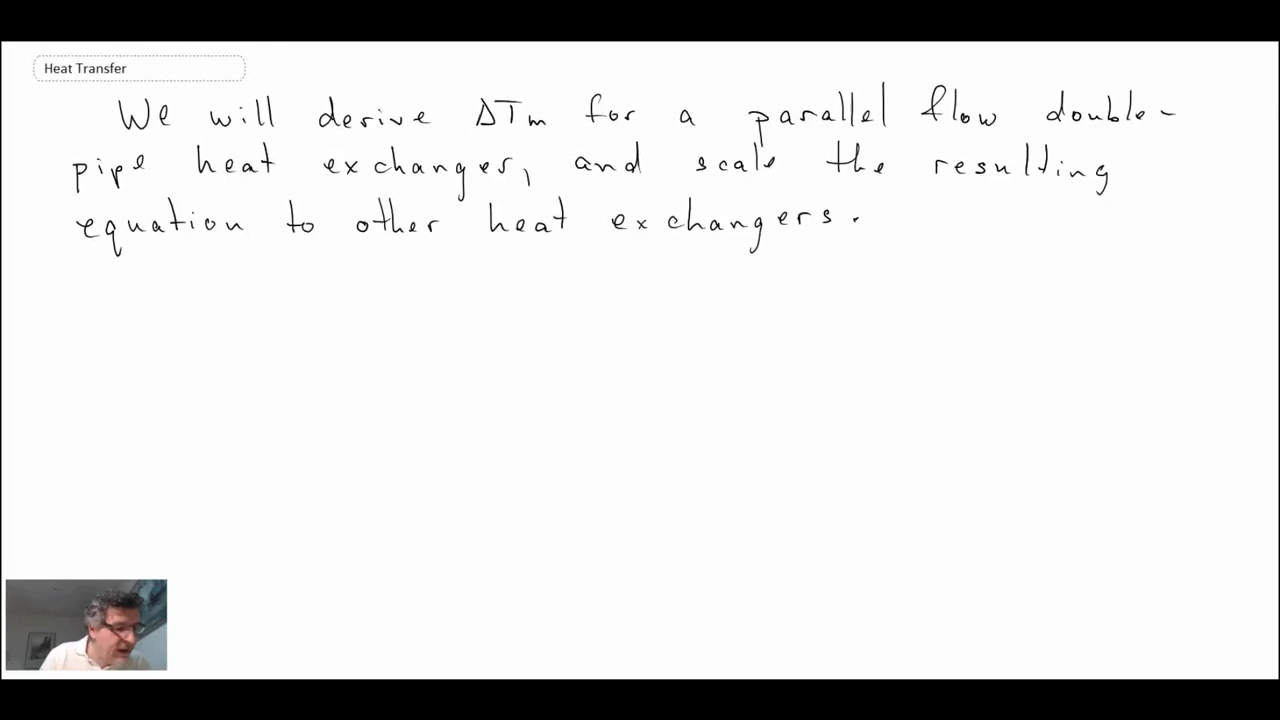 Heat Transfer
We will derive ΔTm for a parallel flow double-
pipe heat exchanger, and scale the resulting
equation to other heat exchangers.